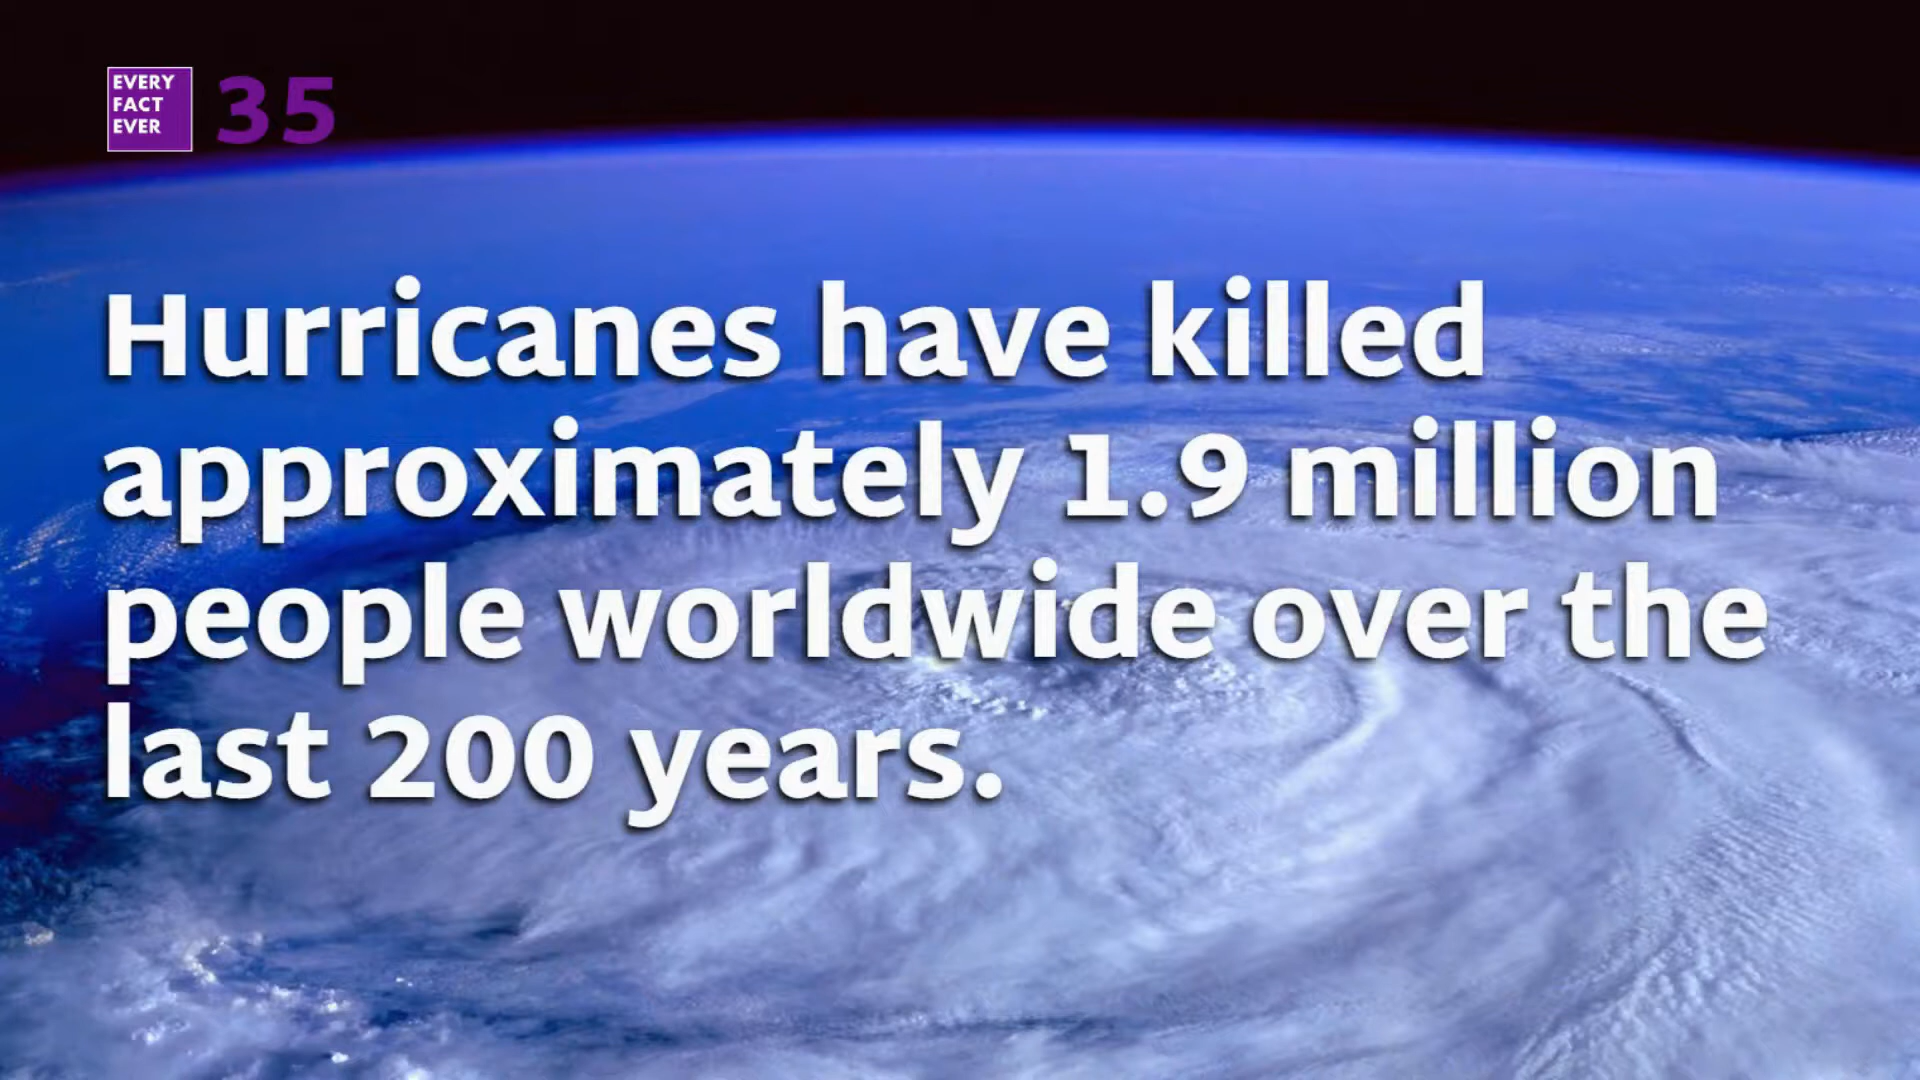 EVERY
FACT
EVER
35
Hurricanes have killed
approximately 1.9 million
people worldwide over the
last 200 years.